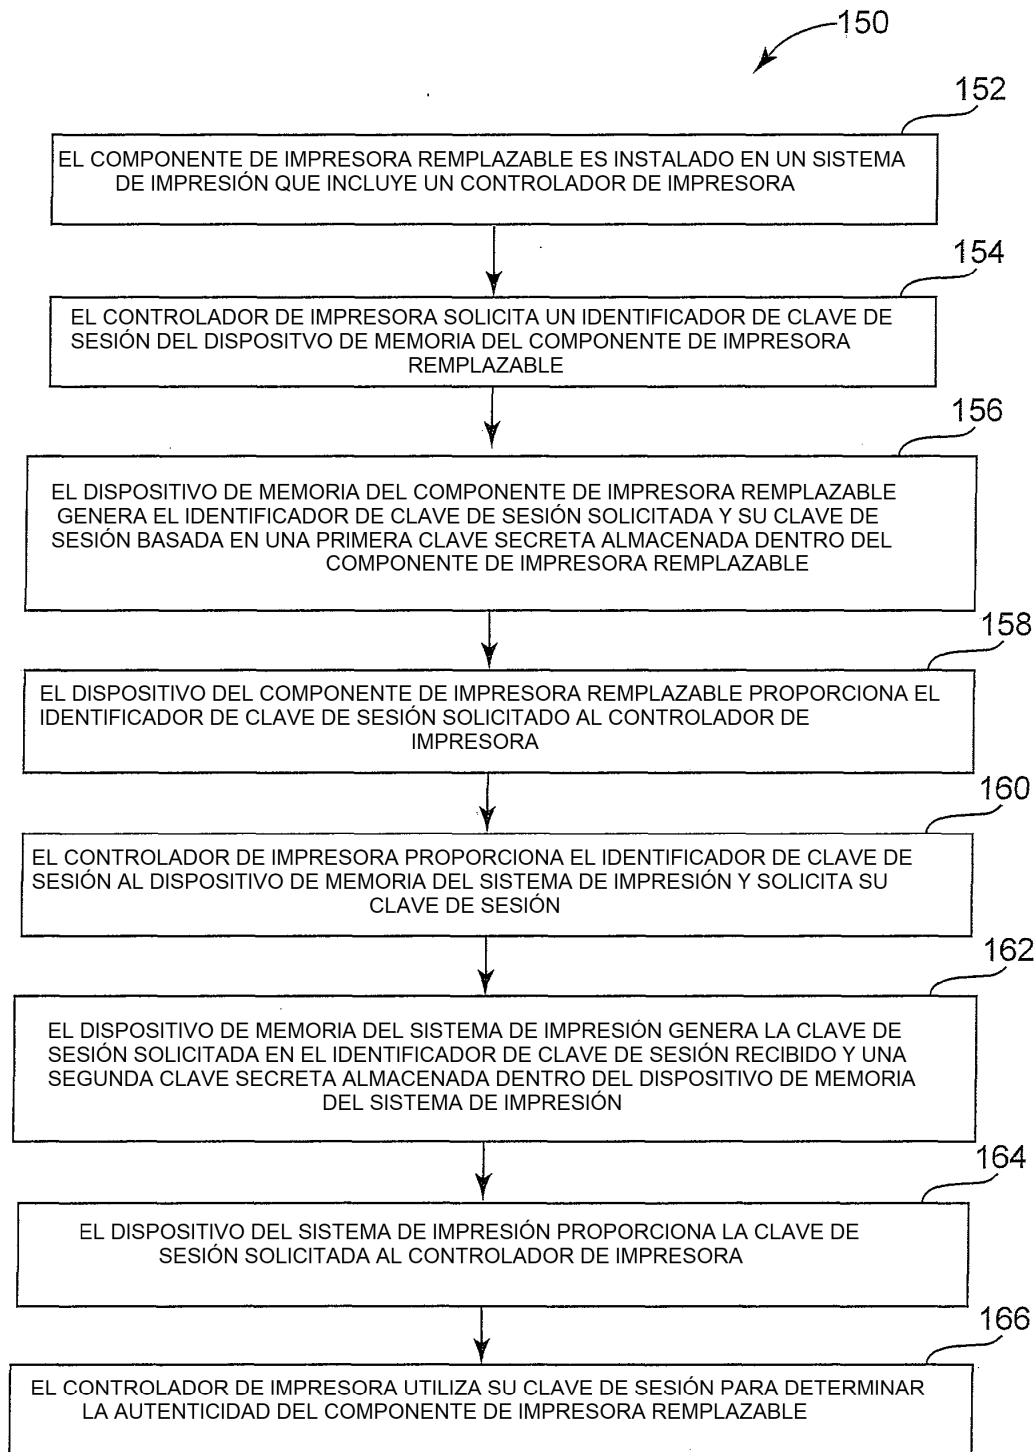 150
152
EL COMPONENTE DE IMPRESORA REMPLAZABLE ES INSTALADO EN UN SISTEMA
DE IMPRESIÓN QUE INCLUYE UN CONTROLADOR DE IMPRESORA
154
EL CONTROLADOR DE IMPRESORA SOLICITA UN IDENTIFICADOR DE CLAVE DE
SESIÓN DEL DISPOSITVO DE MEMORIA DEL COMPONENTE DE IMPRESORA
REMPLAZABLE
156
EL DISPOSITIVO DE MEMORIA DEL COMPONENTE DE IMPRESORA REMPLAZABLE
GENERA EL IDENTIFICADOR DE CLAVE DE SESIÓN SOLICITADA Y SU CLAVE DE
SESIÓN BASADA EN UNA PRIMERA CLAVE SECRETA ALMACENADA DENTRO DEL
COMPONENTE DE IMPRESORA REMPLAZABLE
158
EL DISPOSITIVO DEL COMPONENTE DE IMPRESORA REMPLAZABLE PROPORCIONA EL
IDENTIFICADOR DE CLAVE DE SESIÓN SOLICITADO AL CONTROLADOR DE
IMPRESORA
160
EL CONTROLADOR DE IMPRESORA PROPORCIONA EL IDENTIFICADOR DE CLAVE DE
SESIÓN AL DISPOSITIVO DE MEMORIA DEL SISTEMA DE IMPRESIÓN Y SOLICITA SU
CLAVE DE SESIÓN
162
EL DISPOSITIVO DE MEMORIA DEL SISTEMA DE IMPRESIÓN GENERA LA CLAVE DE
SESIÓN SOLICITADA EN EL IDENTIFICADOR DE CLAVE DE SESIÓN RECIBIDO Y UNA
SEGUNDA CLAVE SECRETA ALMACENADA DENTRO DEL DISPOSITIVO DE MEMORIA
DEL SISTEMA DE IMPRESIÓN
164
EL DISPOSITIVO DEL SISTEMA DE IMPRESIÓN PROPORCIONA LA CLAVE DE
SESIÓN SOLICITADA AL CONTROLADOR DE IMPRESORA
166
EL CONTROLADOR DE IMPRESORA UTILIZA SU CLAVE DE SESIÓN PARA DETERMINAR
LA AUTENTICIDAD DEL COMPONENTE DE IMPRESORA REMPLAZABLE